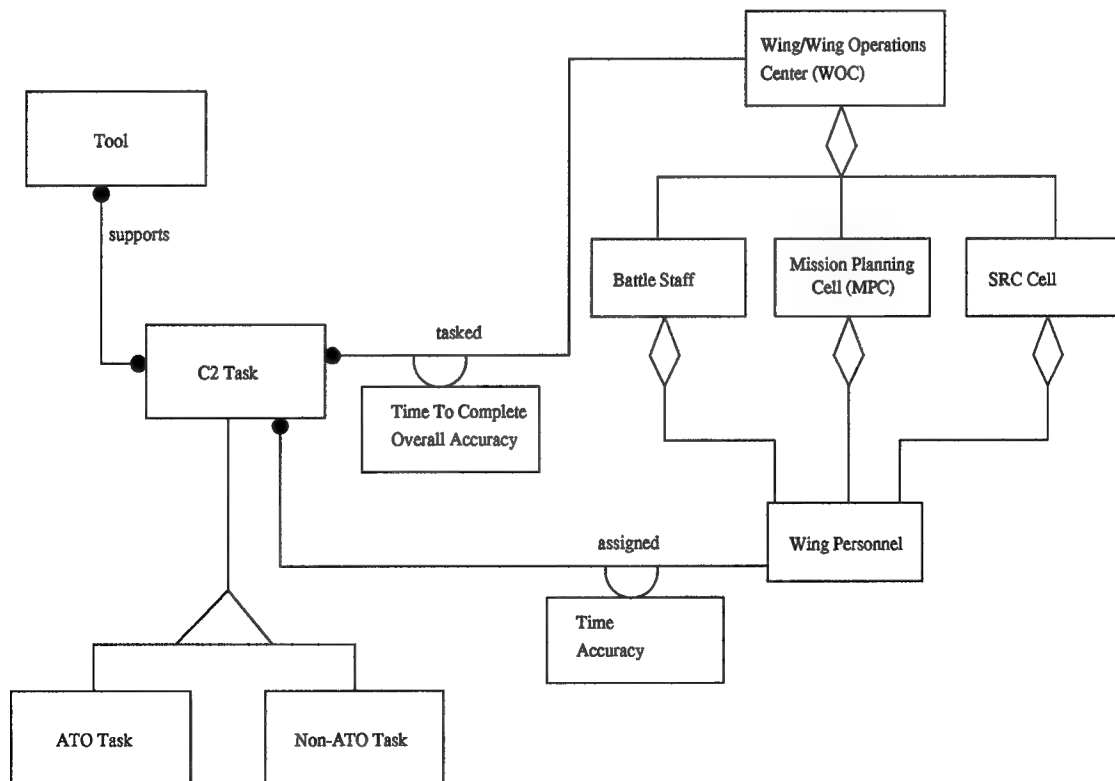 Wing/Wing Operations
Center (WOC)
Tool
supports
Battle Staff
Mission Planning
Cell (MPC)
SRC Cell
tasked
C2 Task
Time To Complete
Overall Accuracy
assigned
Wing Personnel
Time
Accuracy
ATO Task
Non-ATO Task